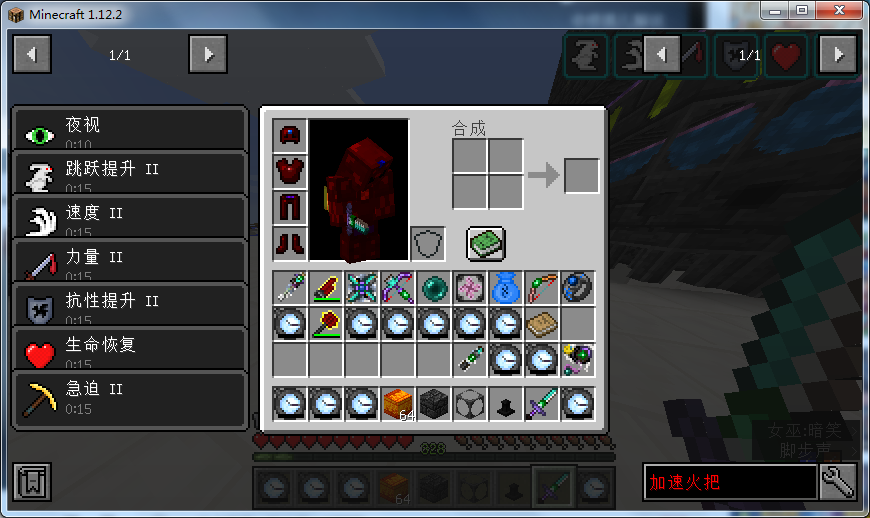 Minecraft 1.12.2
1/1
1/1
夜视
0:10
跳跃提升 II
0:15
速度 II
0:15
力量 II
0:15
抗性提升 II
0:15
生命恢复
0:15
急迫 II
0:15
合成
64
828
64
女巫:暗笑
脚步声
加速火把